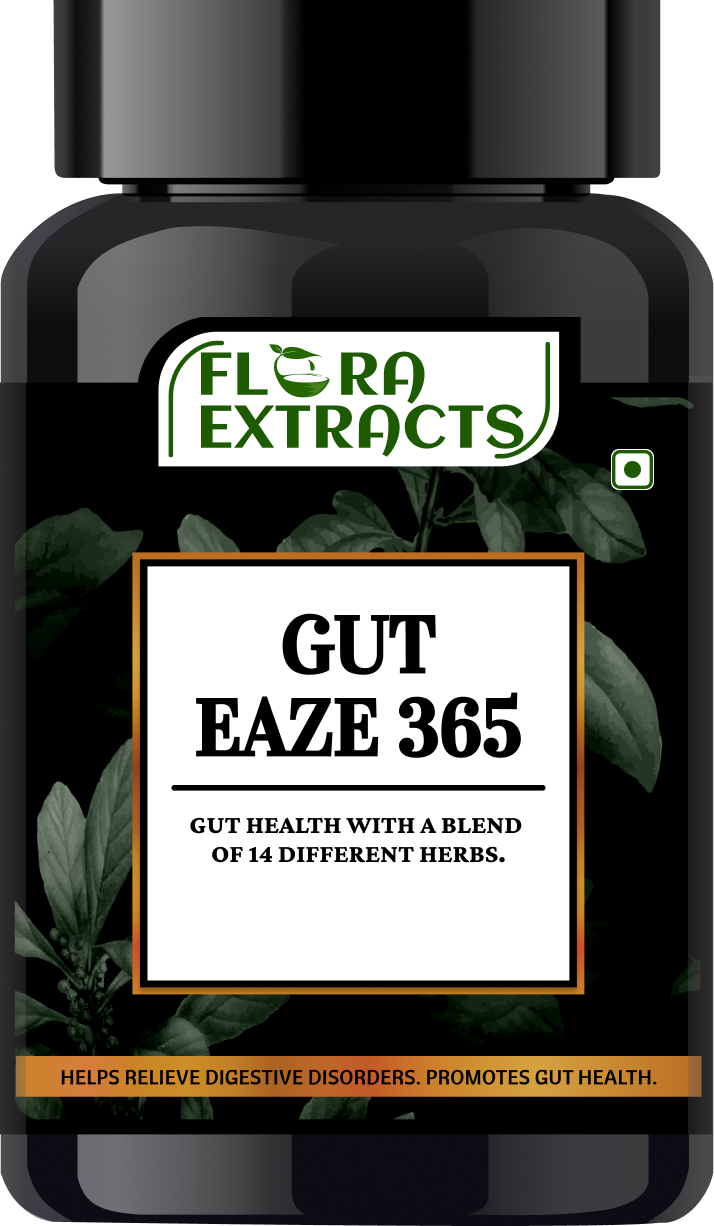 FLORA
EXTRACTS
GUT
EAZE 365
GUT HEALTH WITH A BLEND
OF 14 DIFFERENT HERBS.
HELPS RELIEVE DIGESTIVE DISORDERS. PROMOTES GUT HEALTH.